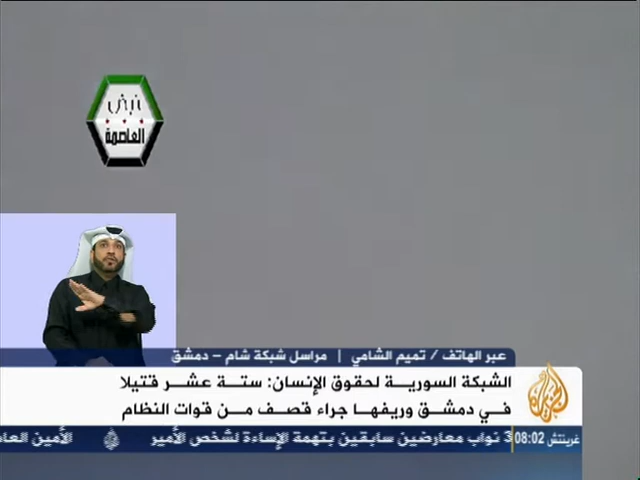 نبض
العاصمة
عبر الهاتف / تميم الشامي | مراسل شبكة شام – دمشق
الشبكة السورية لحقوق الإنسان: ستة عشر قتيلا
في دمشق وريفها جراء قصف من قوات النظام
الجزيرة
غرينتش 08:02
3 نواب معارضين سابقين بتهمة الإساءة لشخص الأمير
الأمين العا